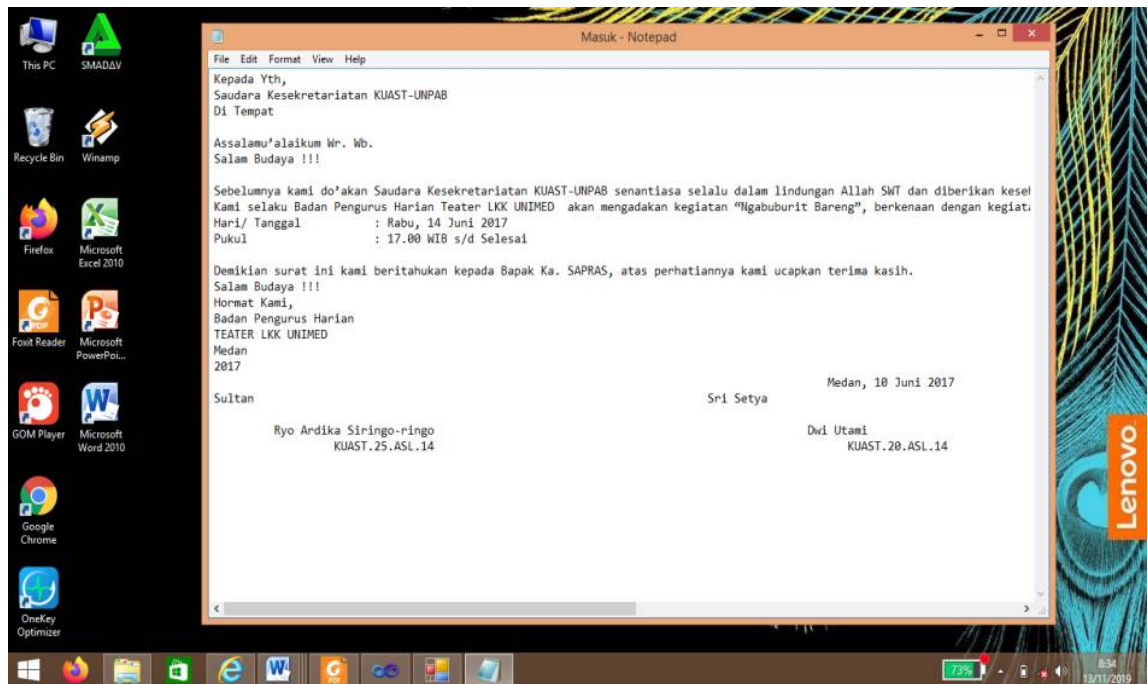 Masuk - Notepad
File Edit Format View Help
Kepada Yth,
Saudara Kesekretariatan KUAST-UNPAB
Di Tempat
Assalamu’alaikum Wr. Wb.
Salam Budaya !!!
Sebelumnya kami do’akan Saudara Kesekretariatan KUAST-UNPAB senantiasa selalu dalam lindungan Allah SWT dan diberikan keseh
Kami selaku Badan Pengurus Harian Teater LKK UNIMED akan mengadakan kegiatan “Ngabuburit Bareng”, berkenaan dengan kegiata
Hari/ Tanggal : Rabu, 14 Juni 2017
Pukul : 17.00 WIB s/d Selesai
Demikian surat ini kami beritahukan kepada Bapak Ka. SAPRAS, atas perhatiannya kami ucapkan terima kasih.
Salam Budaya !!!
Hormat Kami,
Badan Pengurus Harian
TEATER LKK UNIMED
Medan
2017
Medan, 10 Juni 2017
Sultan Sri Setya
Ryo Ardika Siringo-ringo Dwi Utami
KUAST.25.ASL.14 KUAST.20.ASL.14
This PC
SMADΔV
Recycle Bin
Winamp
Firefox
Microsoft
Excel 2010
Foxit Reader
Microsoft
PowerPoi...
GOM Player
Microsoft
Word 2010
Google
Chrome
OneKey
Optimizer
Lenovo
73%
8:34
13/11/2019